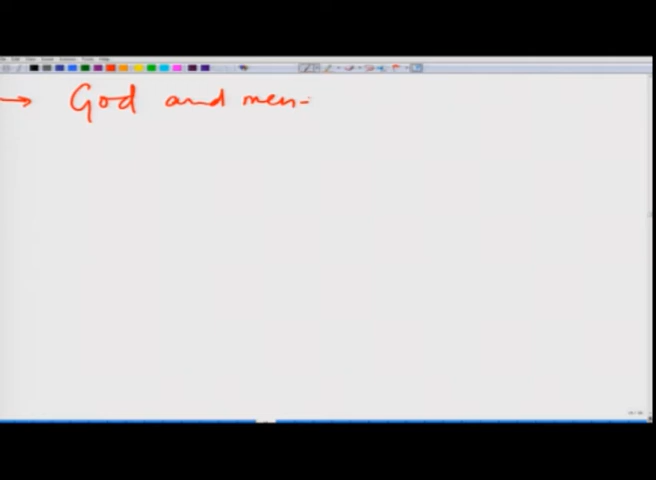 → God and men-